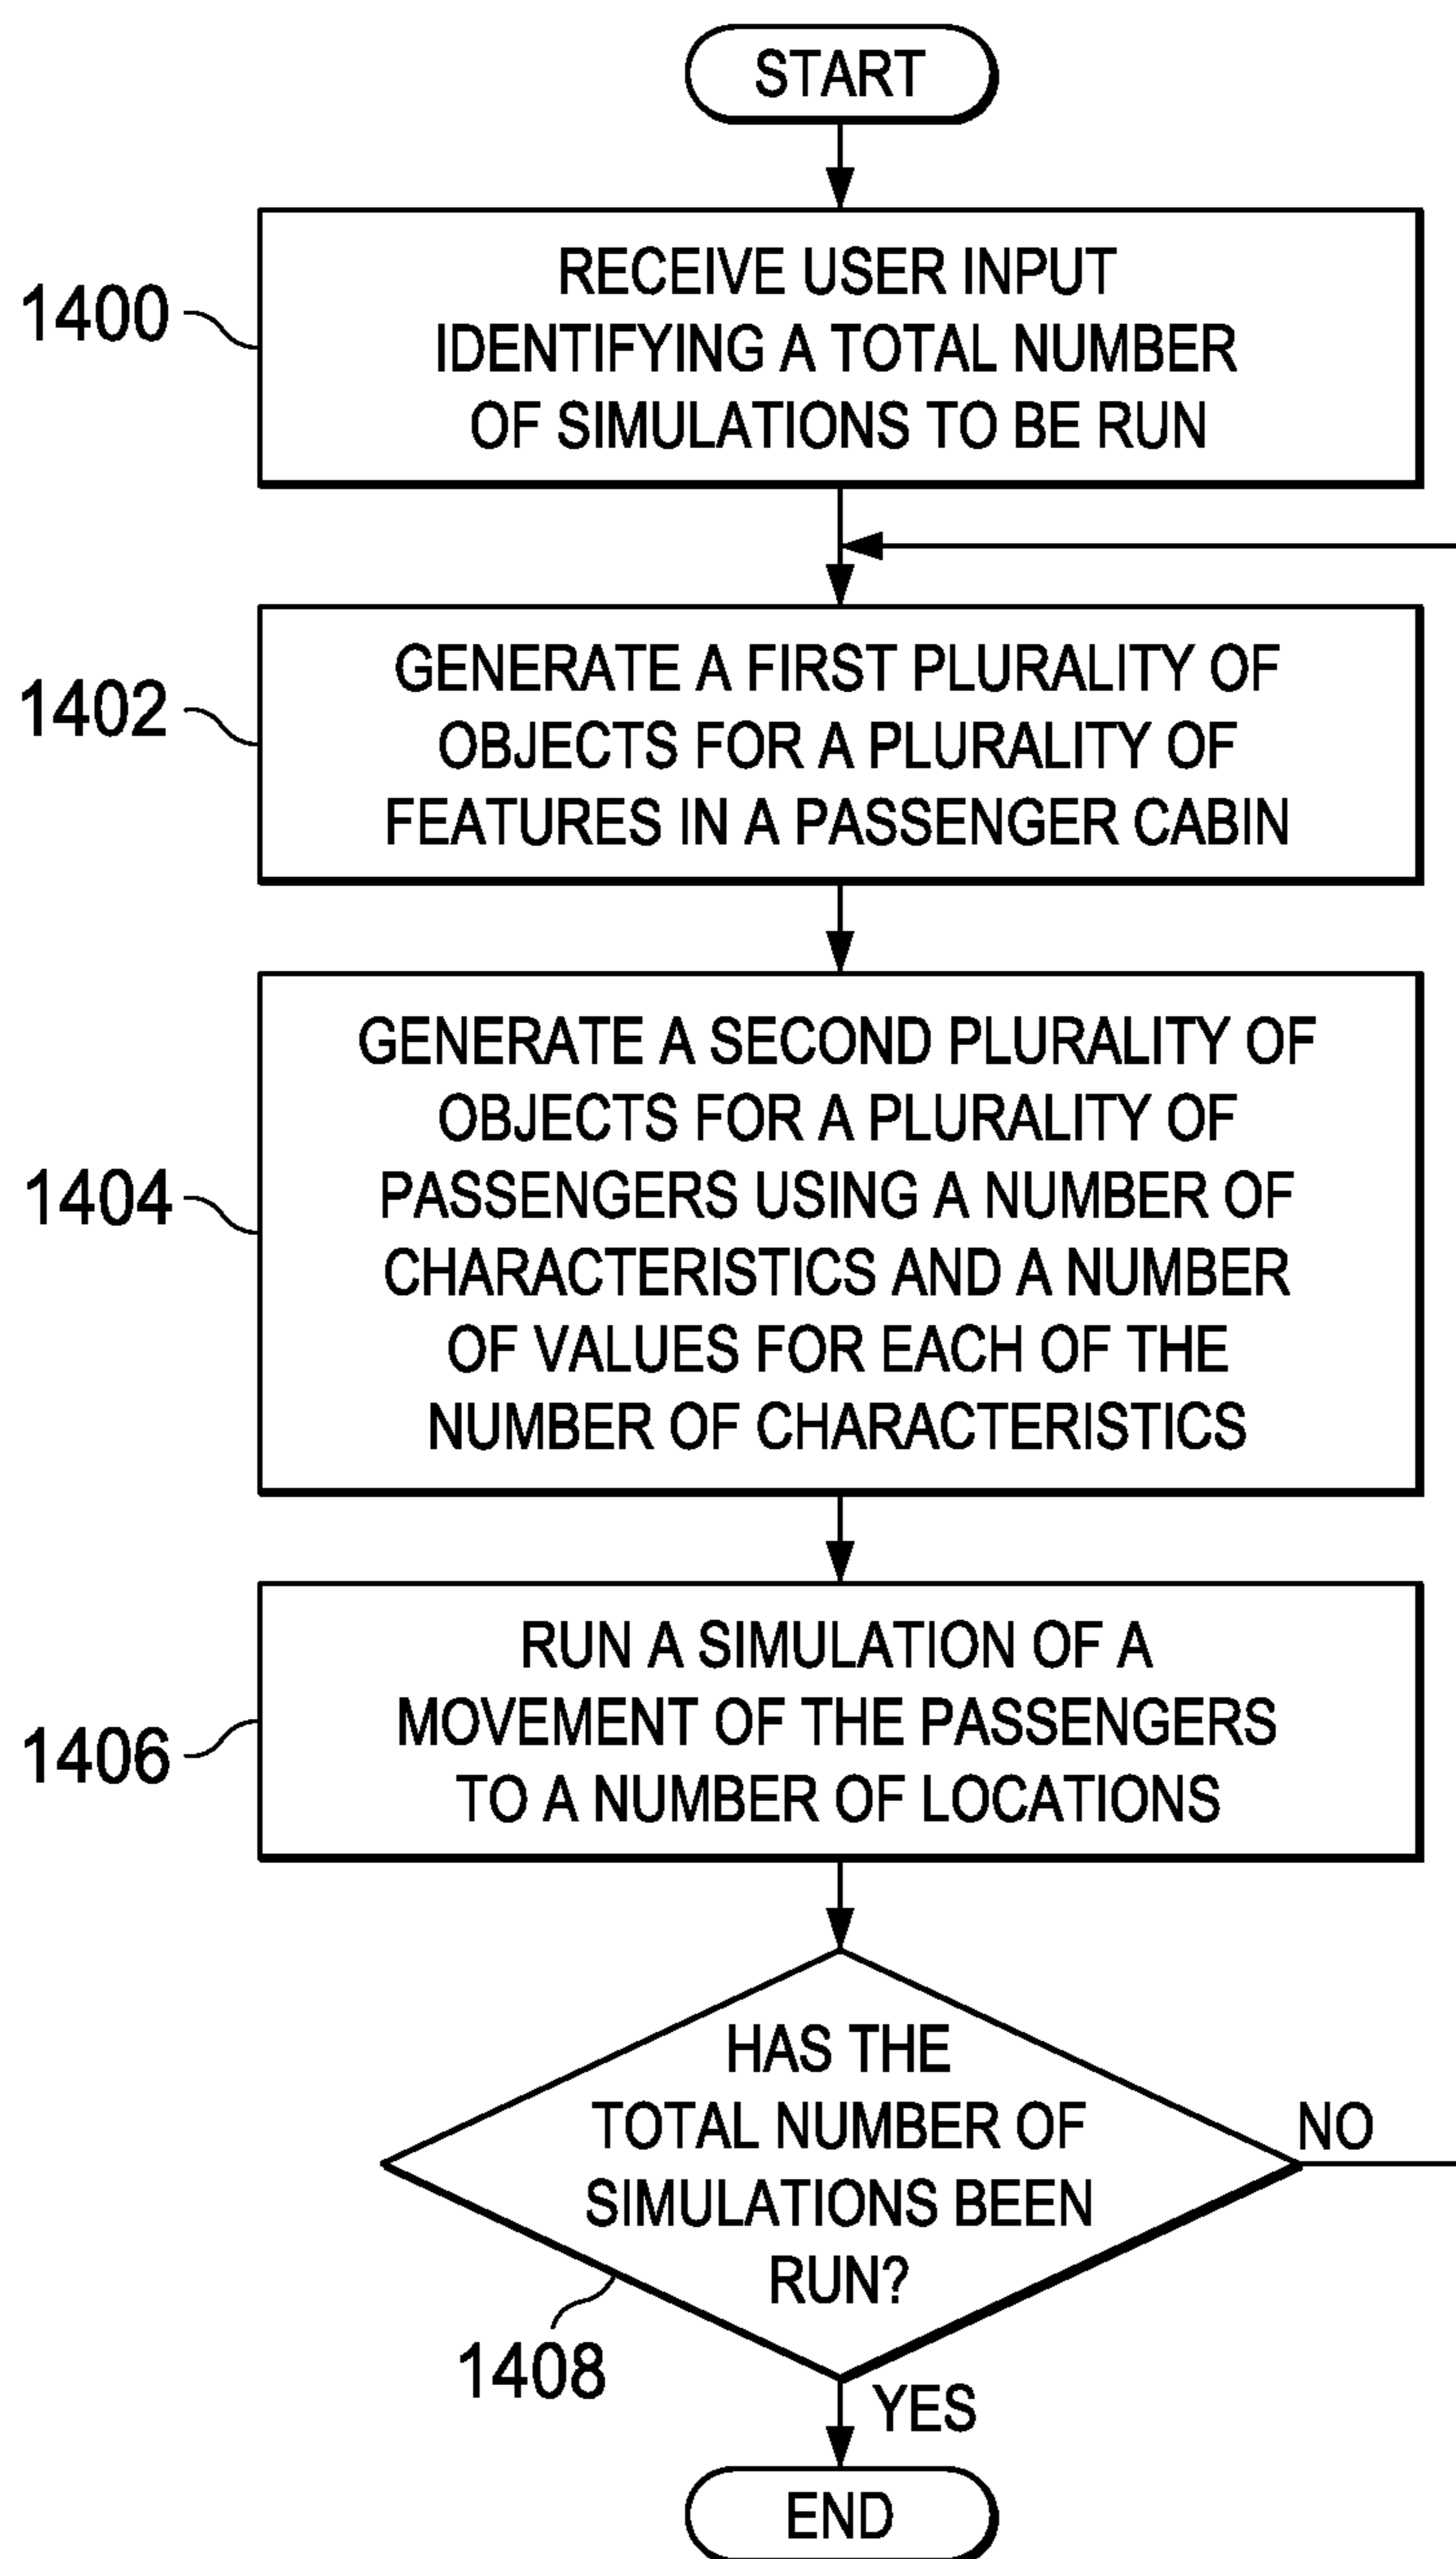 START
1400
RECEIVE USER INPUT
IDENTIFYING A TOTAL NUMBER
OF SIMULATIONS TO BE RUN
1402
GENERATE A FIRST PLURALITY OF
OBJECTS FOR A PLURALITY OF
FEATURES IN A PASSENGER CABIN
1404
GENERATE A SECOND PLURALITY OF
OBJECTS FOR A PLURALITY OF
PASSENGERS USING A NUMBER OF
CHARACTERISTICS AND A NUMBER
OF VALUES FOR EACH OF THE
NUMBER OF CHARACTERISTICS
1406
RUN A SIMULATION OF A
MOVEMENT OF THE PASSENGERS
TO A NUMBER OF LOCATIONS
HAS THE
TOTAL NUMBER OF
SIMULATIONS BEEN
RUN?
NO
1408
YES
END